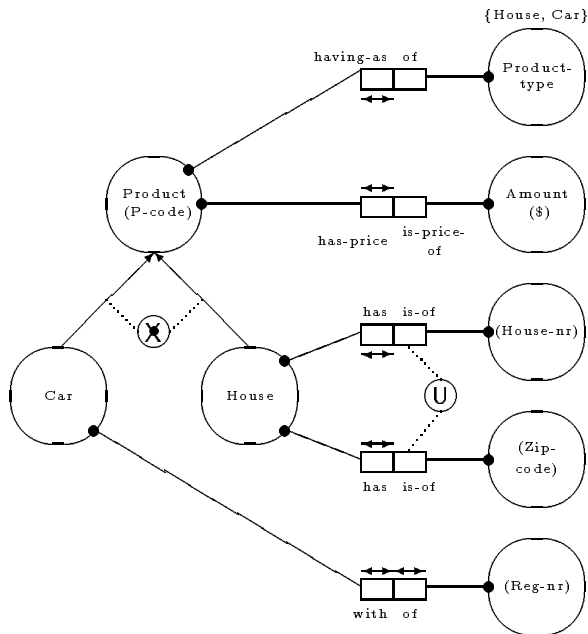 {House, Car}
having-as of
Product-
type
Product
(P-code)
Amount
($)
has-price
is-price-
of
has is-of
(House-nr)
X
Car
House
U
(Zip-
code)
has is-of
(Reg-nr)
with of